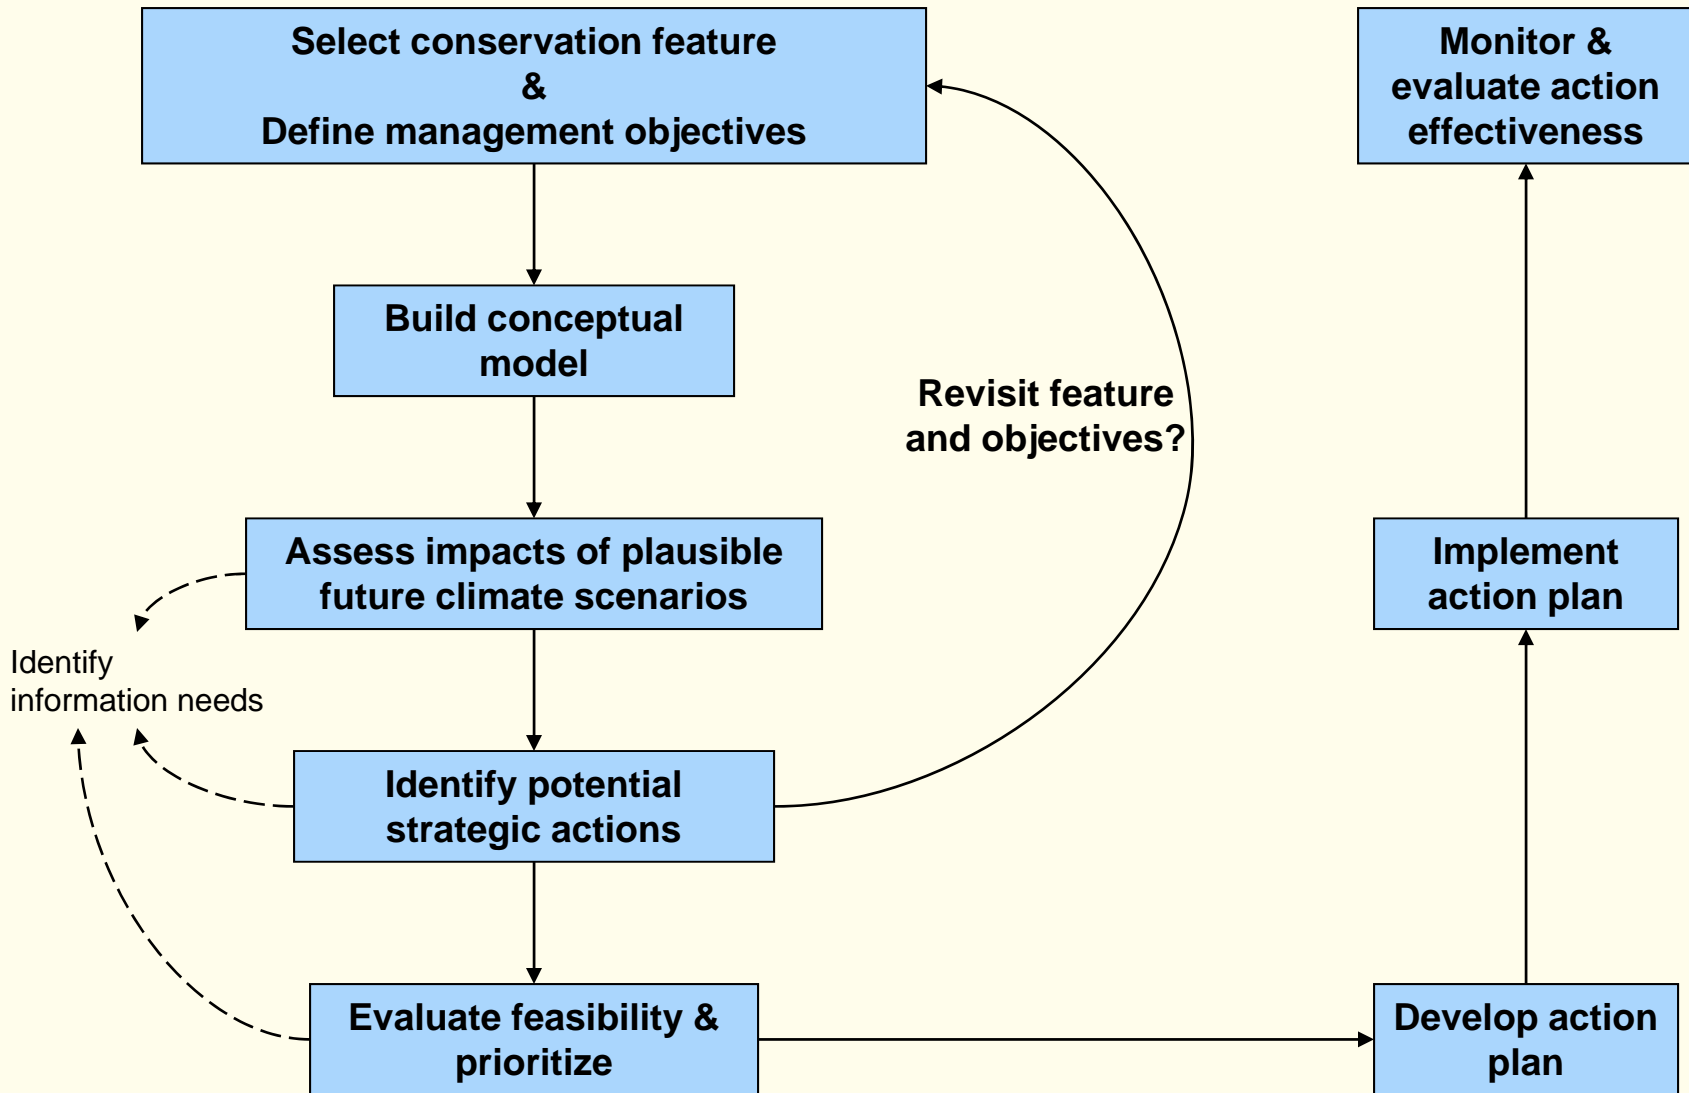 Select conservation feature
&
Define management objectives
Build conceptual
model
Assess impacts of plausible
future climate scenarios
Identify
information needs
Identify potential
strategic actions
Revisit feature
and objectives?
Evaluate feasibility &
prioritize
Develop action
plan
Implement
action plan
Monitor &
evaluate action
effectiveness